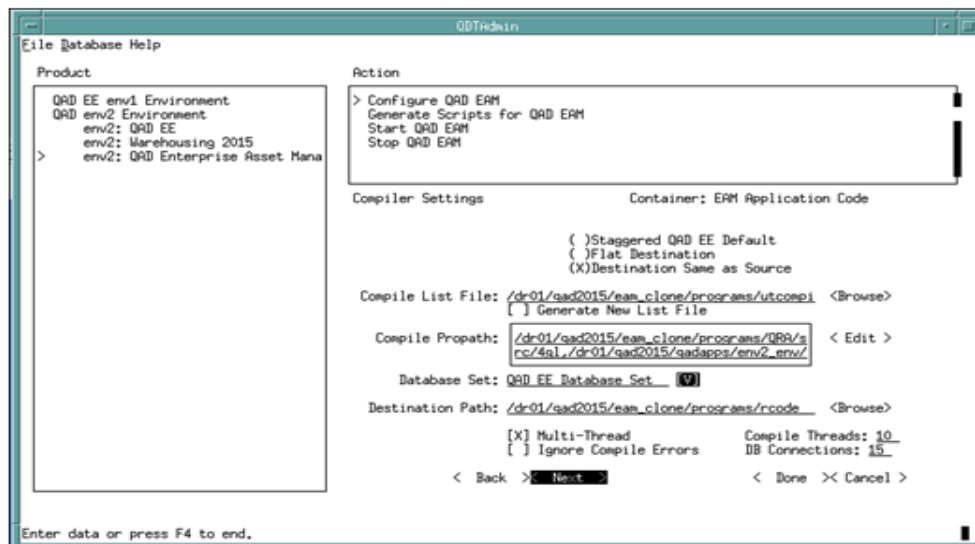 QDTAdmin
File Database Help
Product
QAD EE env1 Environment
QAD env2 Environment
env2: QAD EE
env2: Warehousing 2015
> env2: QAD Enterprise Asset Mana
Action
> Configure QAD EAM
Generate Scripts for QAD EAM
Start QAD EAM
Stop QAD EAM
Compiler Settings Container: EAM Application Code
( )Staggered QAD EE Default
( )Flat Destination
(X)Destination Same as Source
Compile List File: /dr01/qad2015/eam_clone/programs/utcompi <Browse>
[ ] Generate New List File
Compile Propath: /dr01/qad2015/eam_clone/programs/QRA/s < Edit >
rc/4gl,/dr01/qad2015/qadapps/env2_env/
Database Set: QAD EE Database Set V
Destination Path: /dr01/qad2015/eam_clone/programs/rcode <Browse>
[X] Multi-Thread Compile Threads: 10
[ ] Ignore Compile Errors DB Connections: 15
< Back >< Next > < Done >< Cancel >
Enter data or press F4 to end.